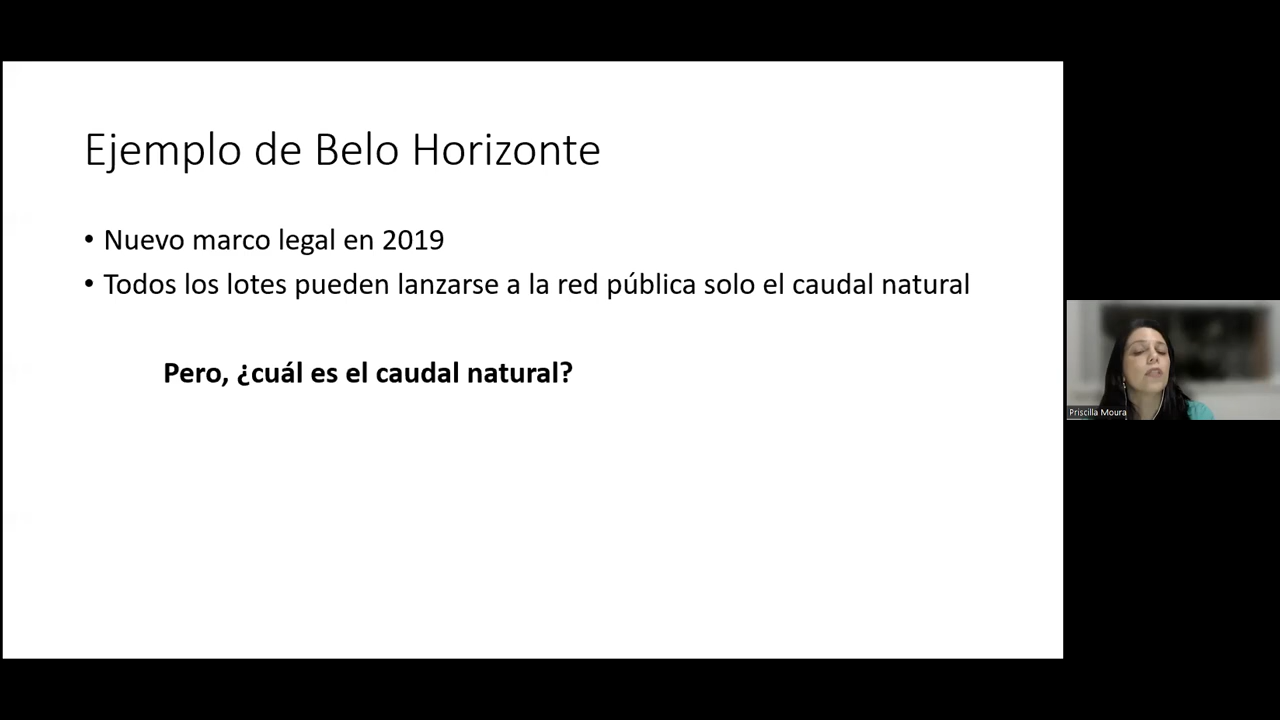 Ejemplo de Belo Horizonte
• Nuevo marco legal en 2019
• Todos los lotes pueden lanzarse a la red pública solo el caudal natural
Pero, ¿cuál es el caudal natural?
Priscilla Moura